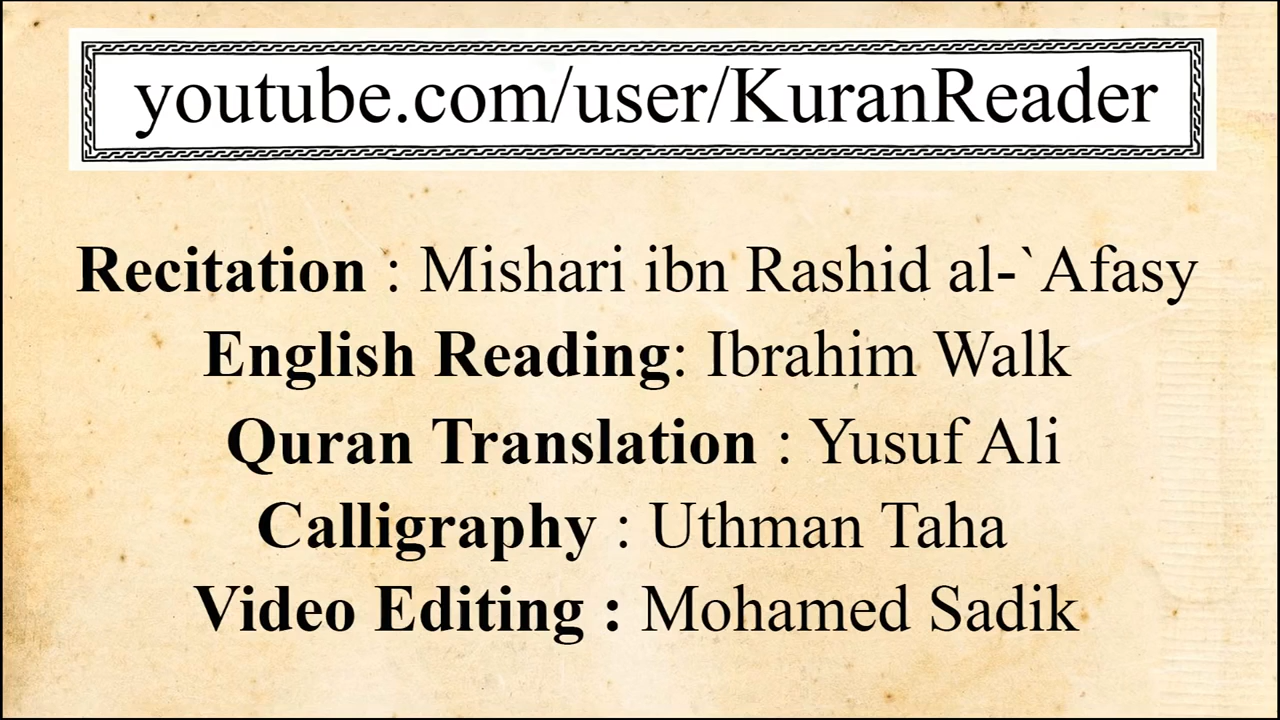 youtube.com/user/KuranReader
Recitation : Mishari ibn Rashid al-`Afasy
English Reading: Ibrahim Walk
Quran Translation : Yusuf Ali
Calligraphy : Uthman Taha
Video Editing : Mohamed Sadik